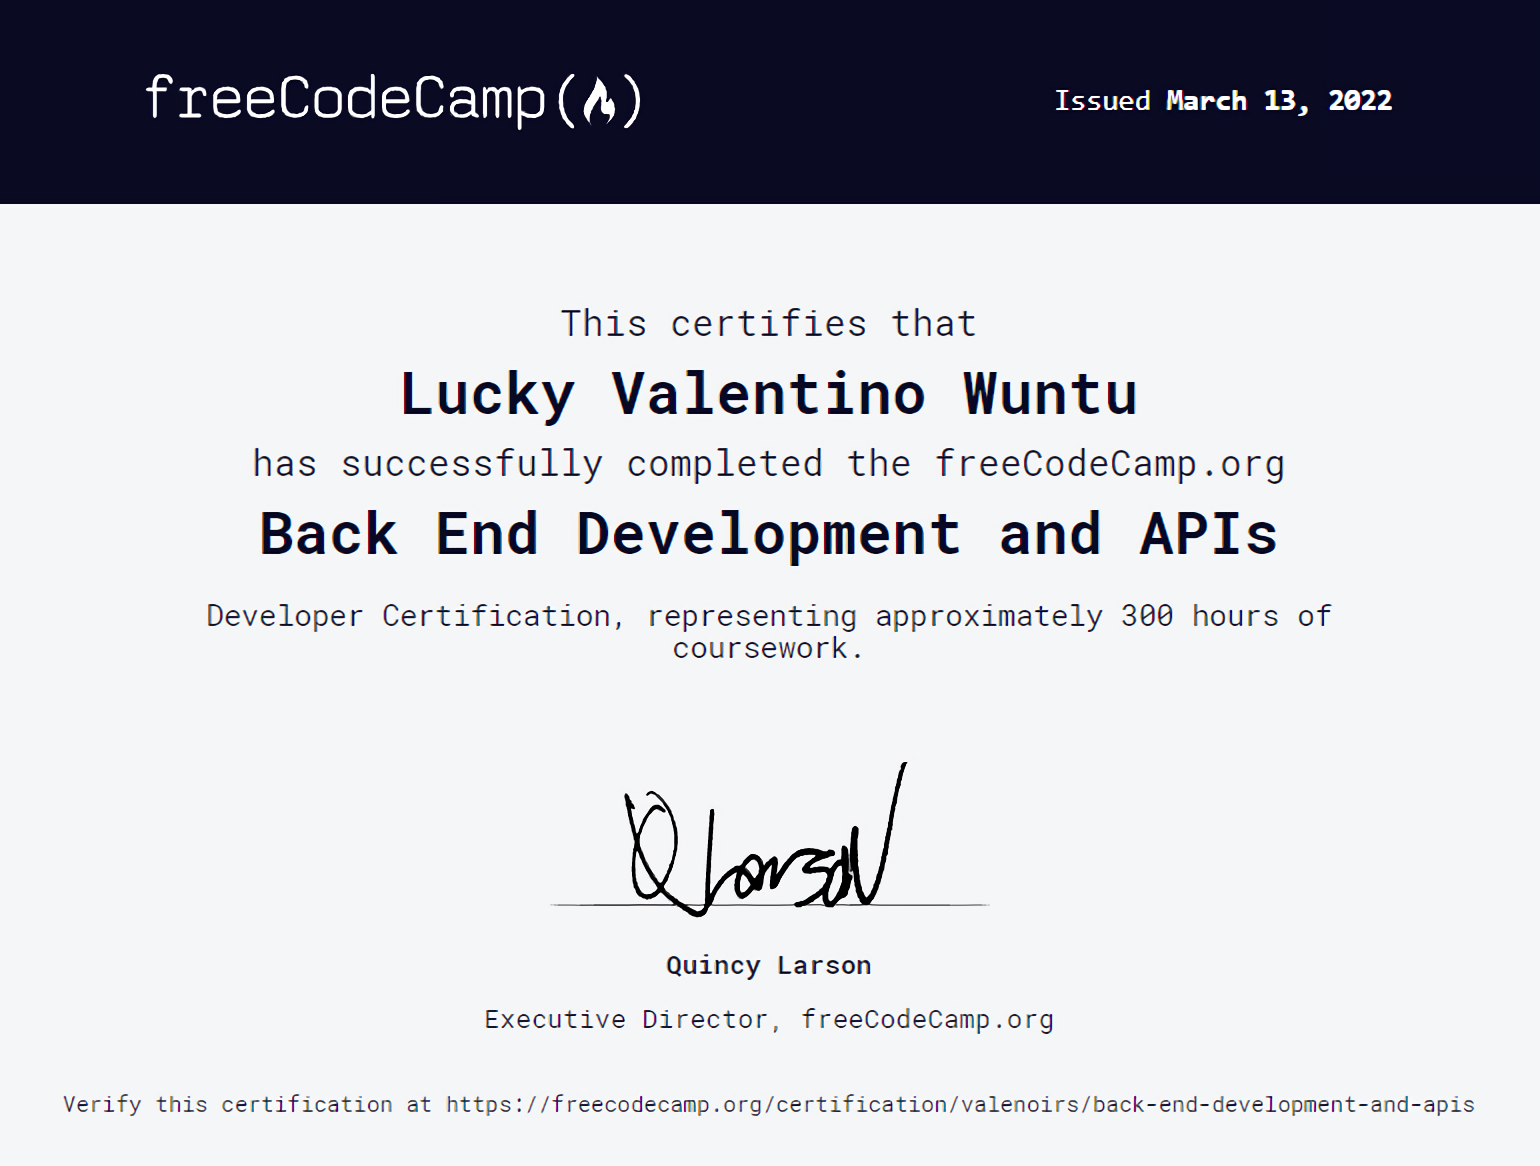 freeCodeCamp(🔥)
Issued March 13, 2022
This certifies that
Lucky Valentino Wuntu
has successfully completed the freeCodeCamp.org
Back End Development and APIs
Developer Certification, representing approximately 300 hours of
coursework.
Q Larson
Quincy Larson
Executive Director, freeCodeCamp.org
Verify this certification at https://freecodecamp.org/certification/valenoirs/back-end-development-and-apis